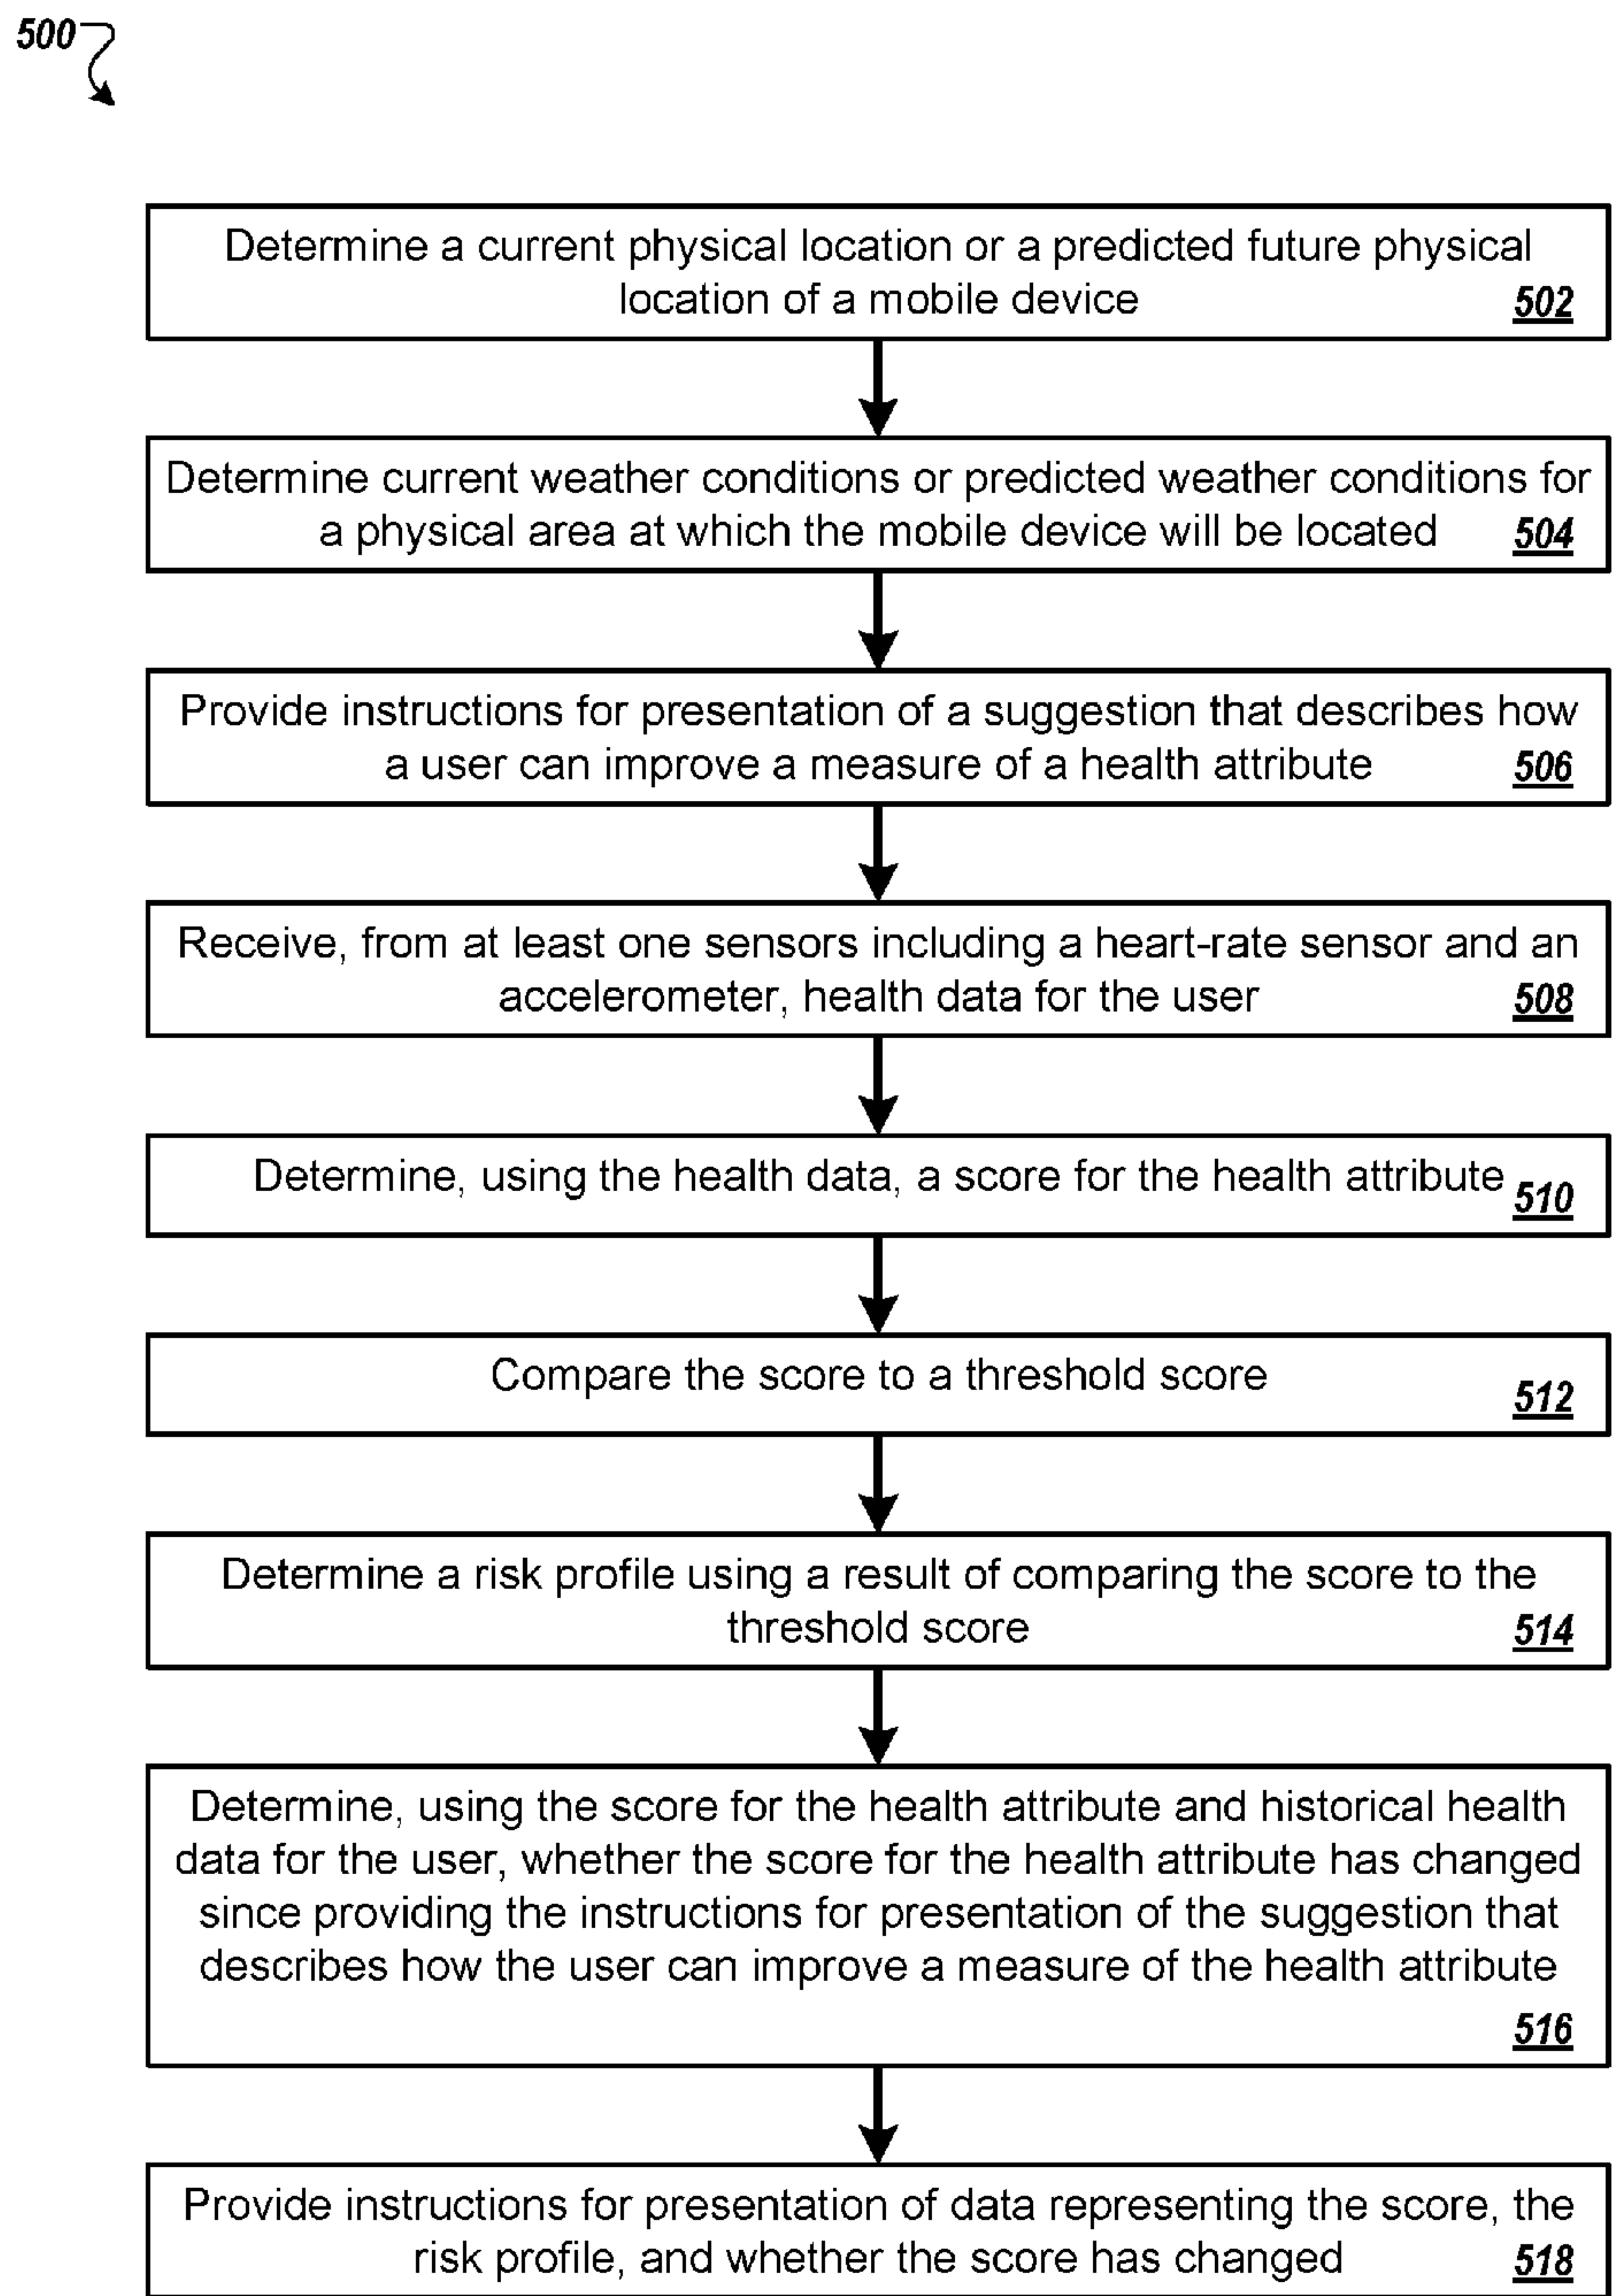 500
Determine a current physical location or a predicted future physical
location of a mobile device 502
Determine current weather conditions or predicted weather conditions for
a physical area at which the mobile device will be located 504
Provide instructions for presentation of a suggestion that describes how
a user can improve a measure of a health attribute 506
Receive, from at least one sensors including a heart-rate sensor and an
accelerometer, health data for the user 508
Determine, using the health data, a score for the health attribute 510
Compare the score to a threshold score 512
Determine a risk profile using a result of comparing the score to the
threshold score 514
Determine, using the score for the health attribute and historical health
data for the user, whether the score for the health attribute has changed
since providing the instructions for presentation of the suggestion that
describes how the user can improve a measure of the health attribute
516
Provide instructions for presentation of data representing the score, the
risk profile, and whether the score has changed 518